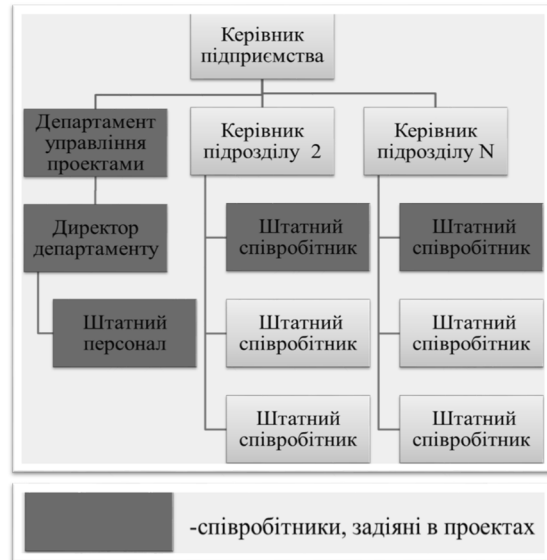 Керівник
підприємства
Департамент
управління
проектами
Керівник
підрозділу 2
Керівник
підрозділу N
Директор
департаменту
Штатний
співробітник
Штатний
співробітник
Штатний
персонал
Штатний
співробітник
Штатний
співробітник
Штатний
співробітник
Штатний
співробітник
-співробітники, задіяні в проектах